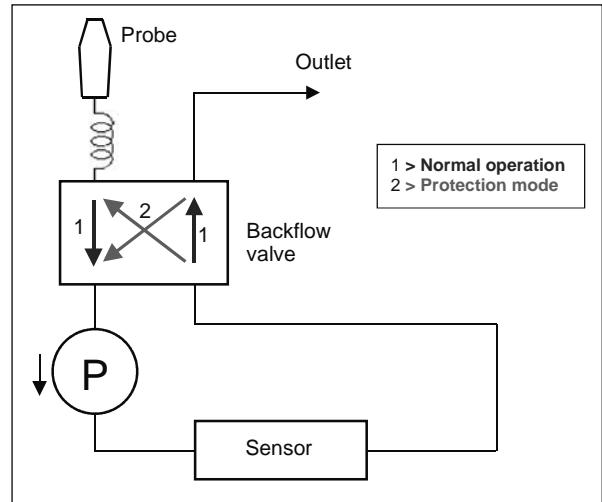 Probe
Outlet
1 > Normal operation
2 > Protection mode
1
2
1
Backflow
valve
P
Sensor